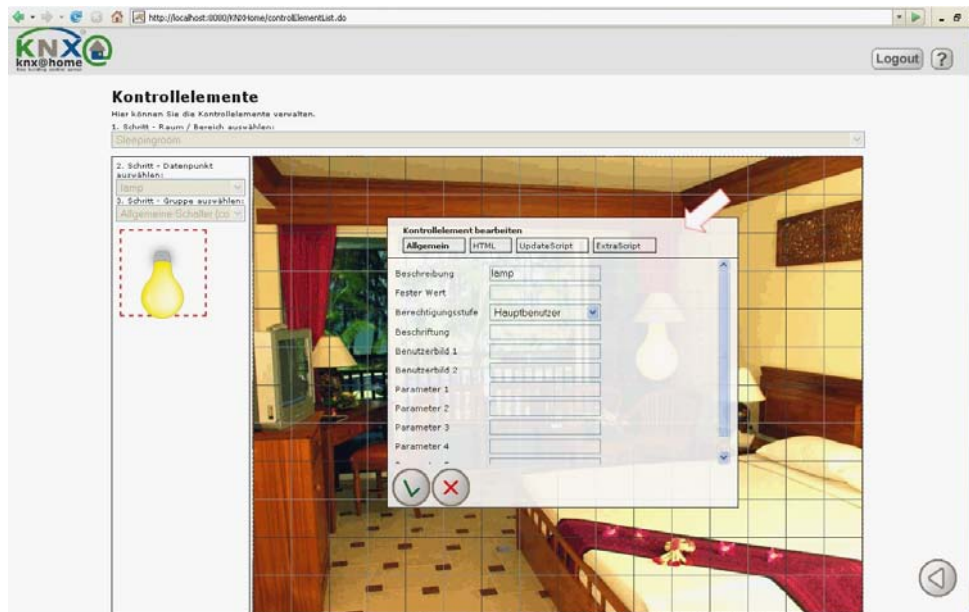 http://localhost:8080/KNXHome/controlElementList.do
KNX
knx@home
Logout ?
Kontrollelemente
Hier können Sie die Kontrollelemente verwalten.
1. Schritt - Raum / Bereich auswählen:
Sleepingroom
2. Schritt - Datenpunkt
auswählen:
lamp
3. Schritt - Gruppe auswählen:
Allgemeine Schalter (co
Kontrollelement bearbeiten
Allgemein HTML UpdateScript ExtraScript
Beschreibung lamp
Fester Wert
Berechtigungsstufe Hauptbenutzer
Beschriftung
Benutzerbild 1
Benutzerbild 2
Parameter 1
Parameter 2
Parameter 3
Parameter 4